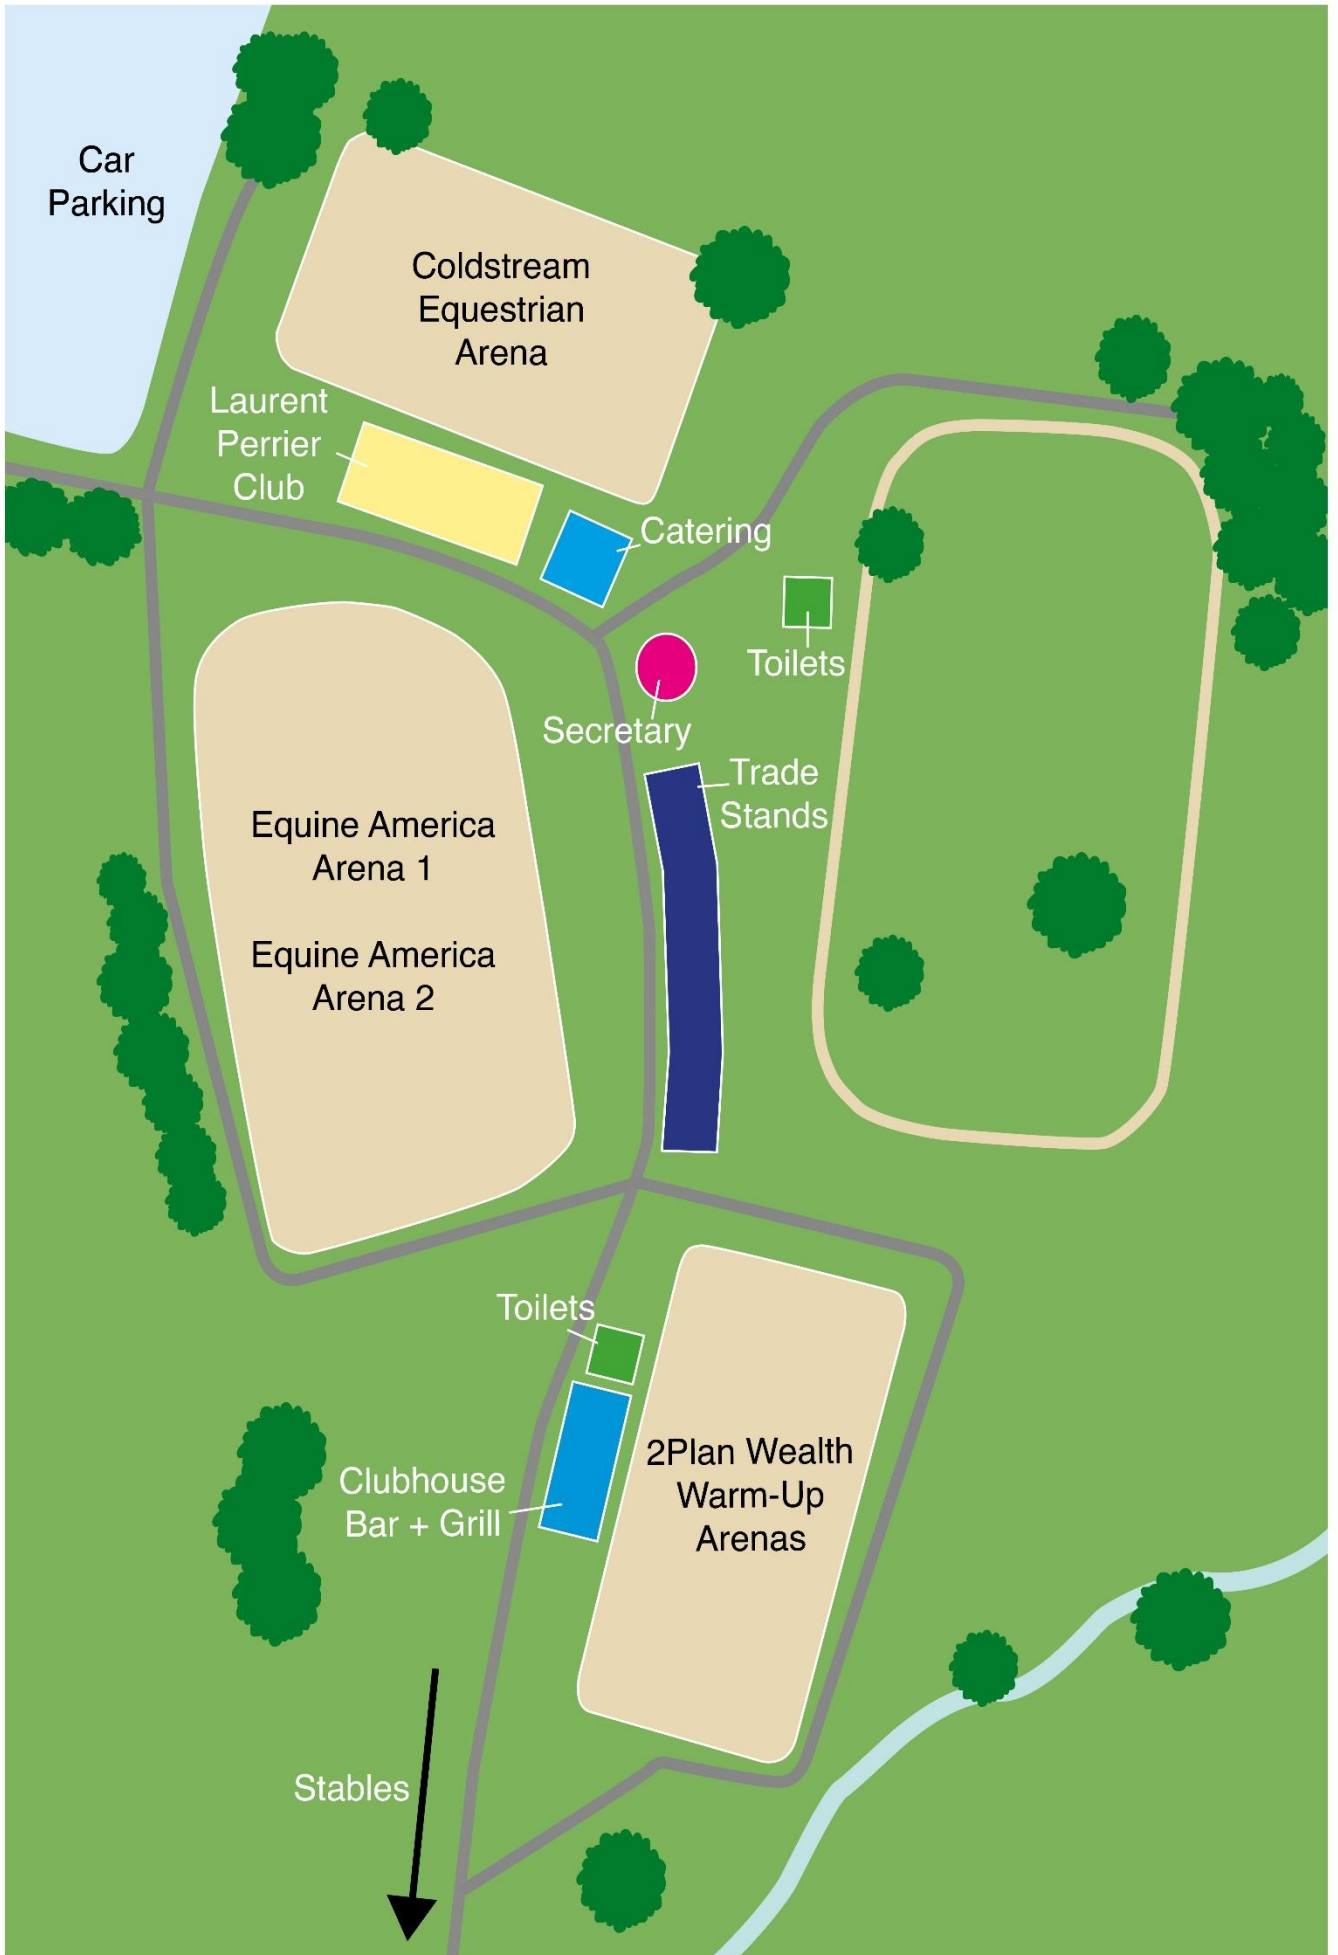 Car
Parking
Coldstream
Equestrian
Arena
Laurent
Perrier
Club
Catering
Toilets
Secretary
Trade
Stands
Equine America
Arena 1
Equine America
Arena 2
Toilets
2Plan Wealth
Warm-Up
Arenas
Clubhouse
Bar + Grill
Stables